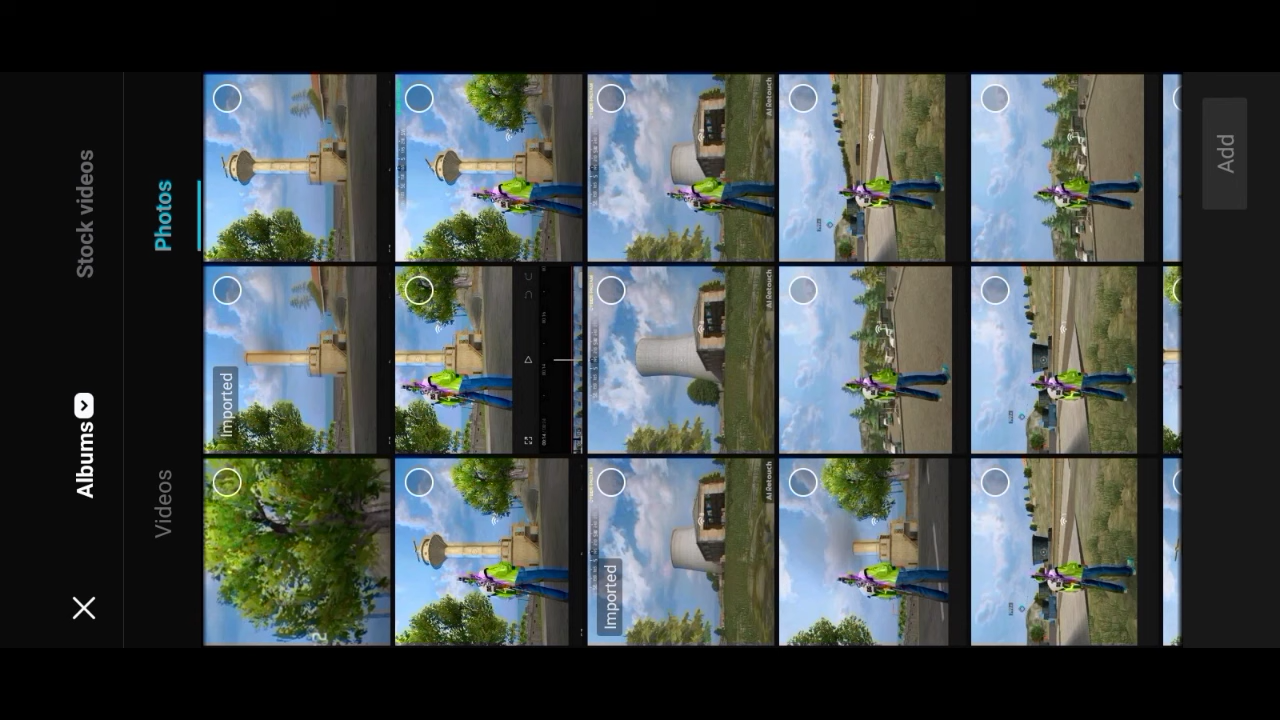 Albums
Stock videos
Videos
Photos
Imported
AI Retouch
AI Retouch
Imported
AI Retouch
Add